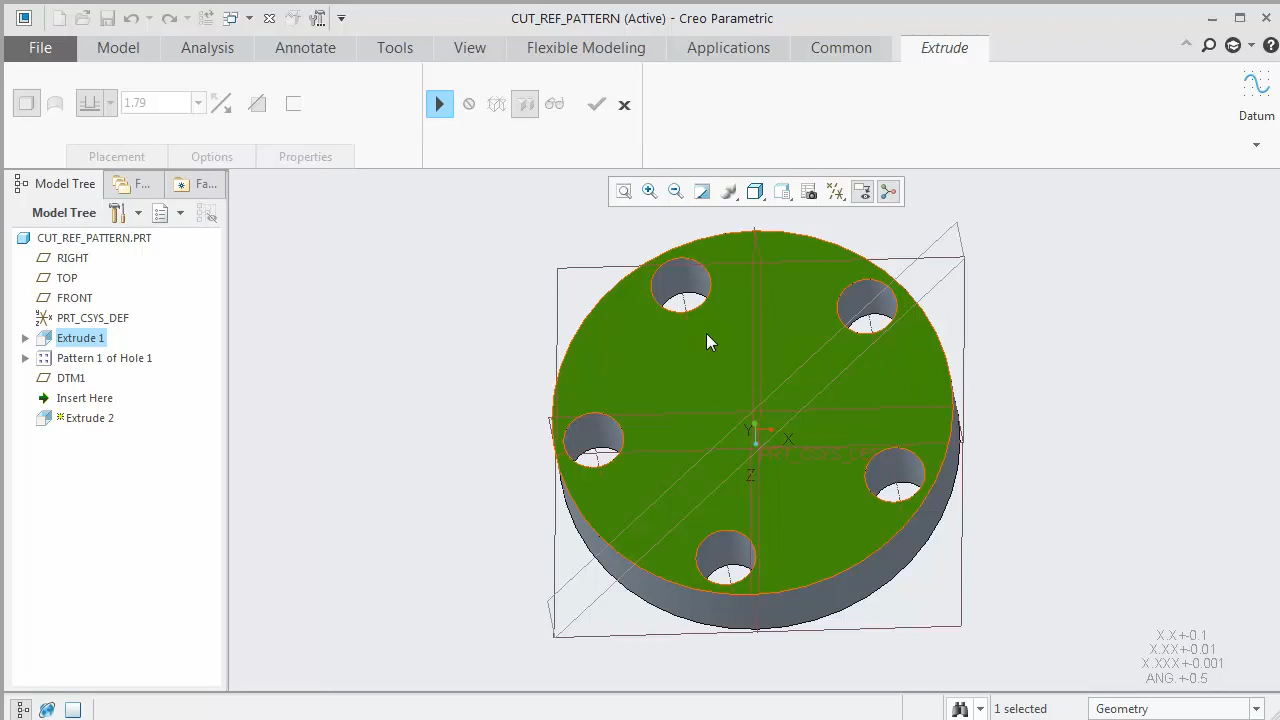 CUT_REF_PATTERN (Active) - Creo Parametric
File Model Analysis Annotate Tools View Flexible Modeling Applications Common Extrude
1.79
Datum
Placement Options Properties
Model Tree F... Fa...
Model Tree
CUT_REF_PATTERN.PRT
RIGHT
TOP
FRONT
PRT_CSYS_DEF
Extrude 1
Pattern 1 of Hole 1
DTM1
Insert Here
Extrude 2
Y X
PRT_CSYS_DEF
Z
X.X+-0.1
X.XX+-0.01
X.XXX+-0.001
ANG.+-0.5
1 selected Geometry